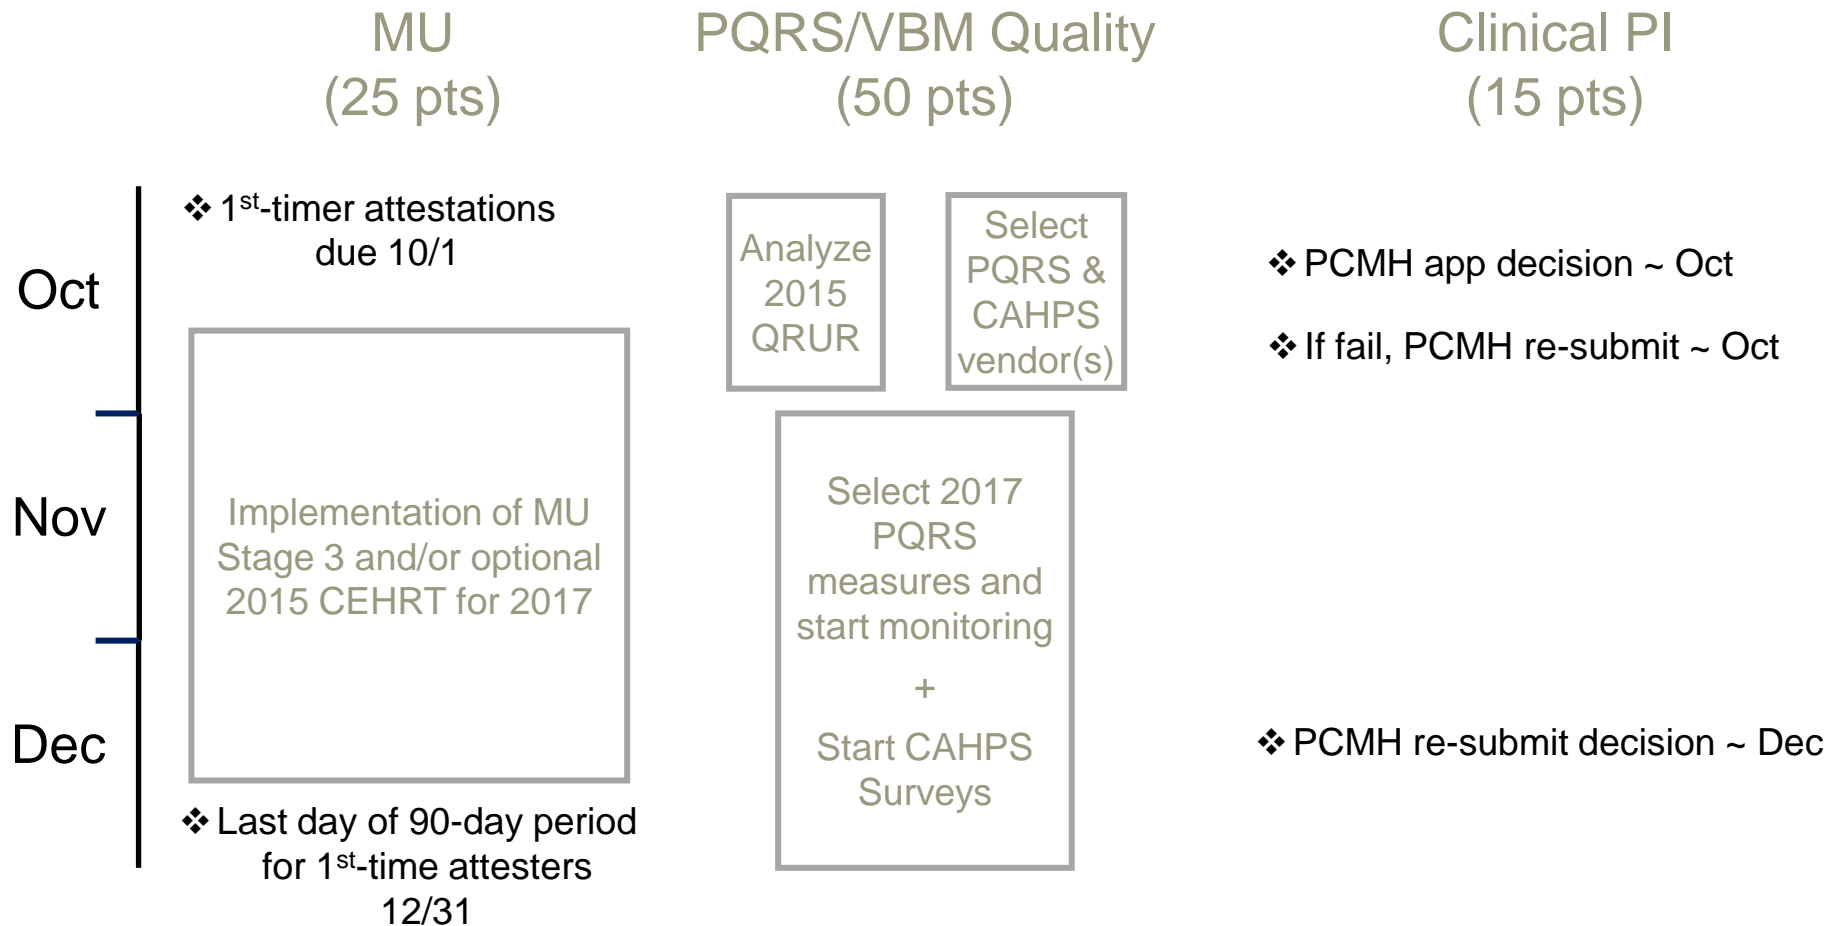 MU
(25 pts)
PQRS/VBM Quality
(50 pts)
Clinical PI
(15 pts)
Oct
Nov
Dec
❖ 1st-timer attestations
due 10/1
Implementation of MU
Stage 3 and/or optional
2015 CEHRT for 2017
❖ Last day of 90-day period
for 1st-time attesters
12/31
Analyze
2015
QRUR
Select
PQRS &
CAHPS
vendor(s)
Select 2017
PQRS
measures and
start monitoring
+
Start CAHPS
Surveys
❖ PCMH app decision ~ Oct
❖ If fail, PCMH re-submit ~ Oct
❖ PCMH re-submit decision ~ Dec